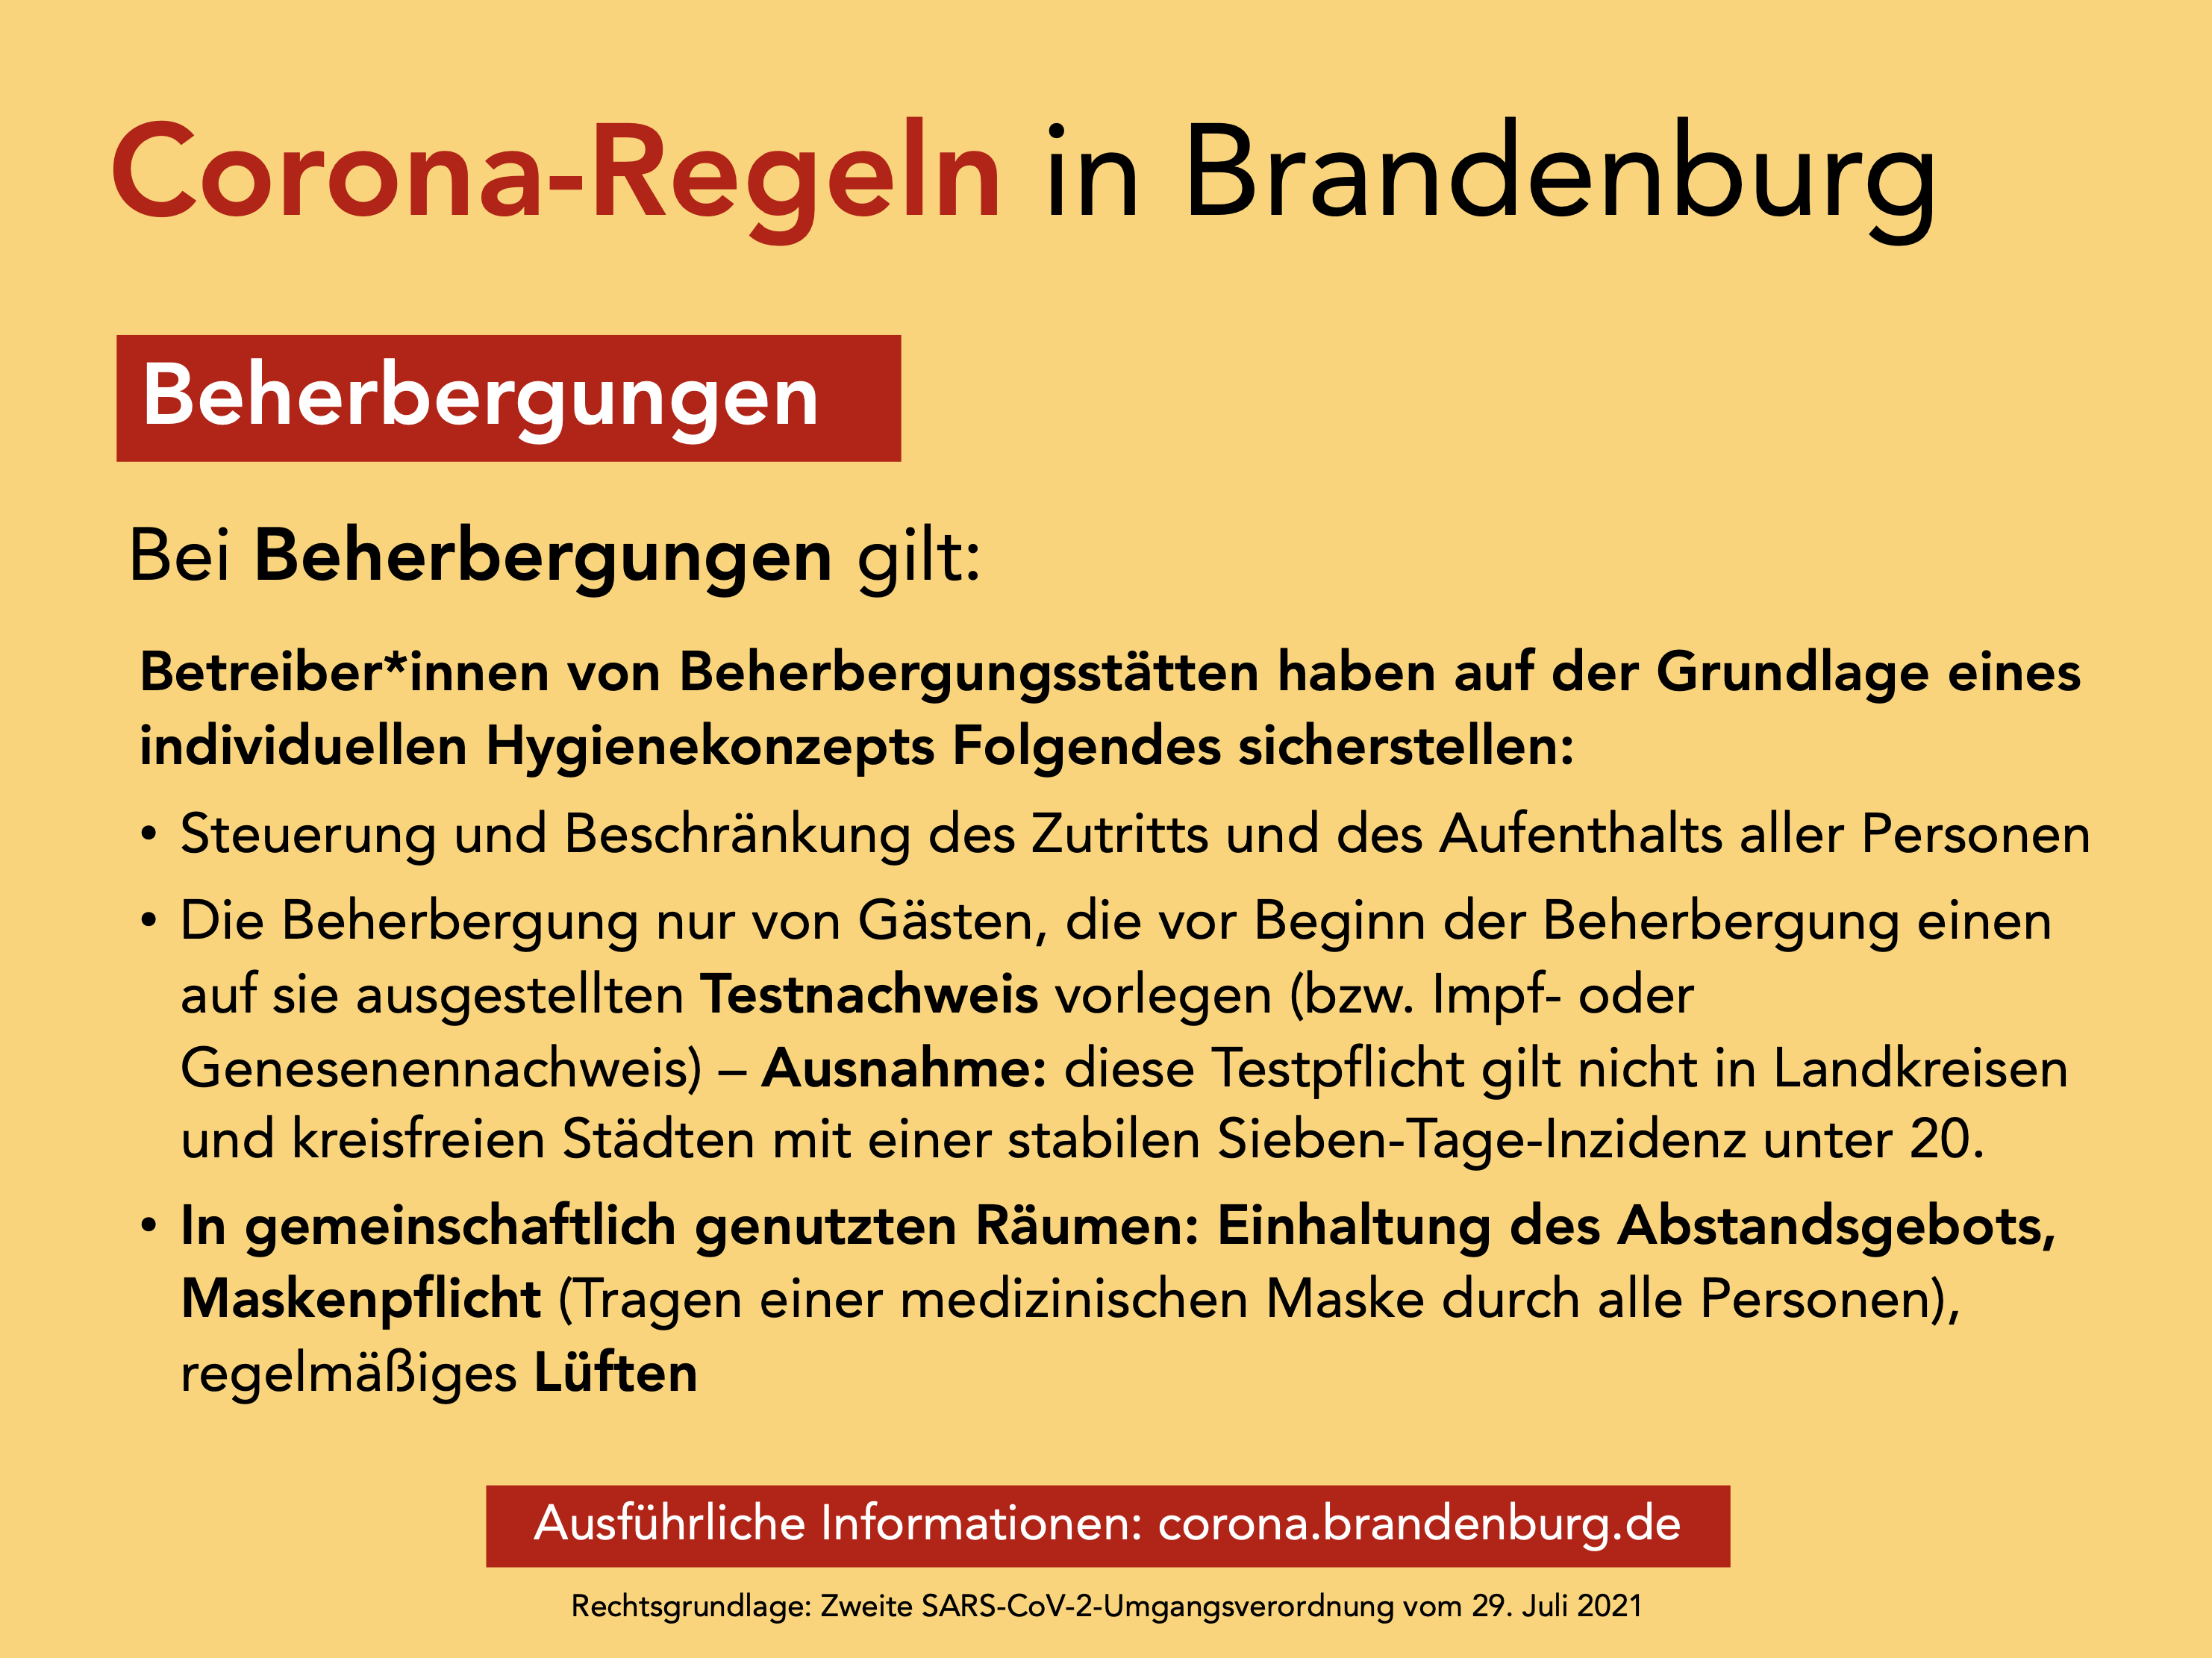 Corona-Regeln in Brandenburg
Beherbergungen
Bei Beherbergungen gilt:
Betreiber*innen von Beherbergungsstätten haben auf der Grundlage eines
individuellen Hygienekonzepts Folgendes sicherstellen:
• Steuerung und Beschränkung des Zutritts und des Aufenthalts aller Personen
• Die Beherbergung nur von Gästen, die vor Beginn der Beherbergung einen
auf sie ausgestellten Testnachweis vorlegen (bzw. Impf- oder
Genesenennachweis) – Ausnahme: diese Testpflicht gilt nicht in Landkreisen
und kreisfreien Städten mit einer stabilen Sieben-Tage-Inzidenz unter 20.
• In gemeinschaftlich genutzten Räumen: Einhaltung des Abstandsgebots,
Maskenpflicht (Tragen einer medizinischen Maske durch alle Personen),
regelmäßiges Lüften
Ausführliche Informationen: corona.brandenburg.de
Rechtsgrundlage: Zweite SARS-CoV-2-Umgangsverordnung vom 29. Juli 2021